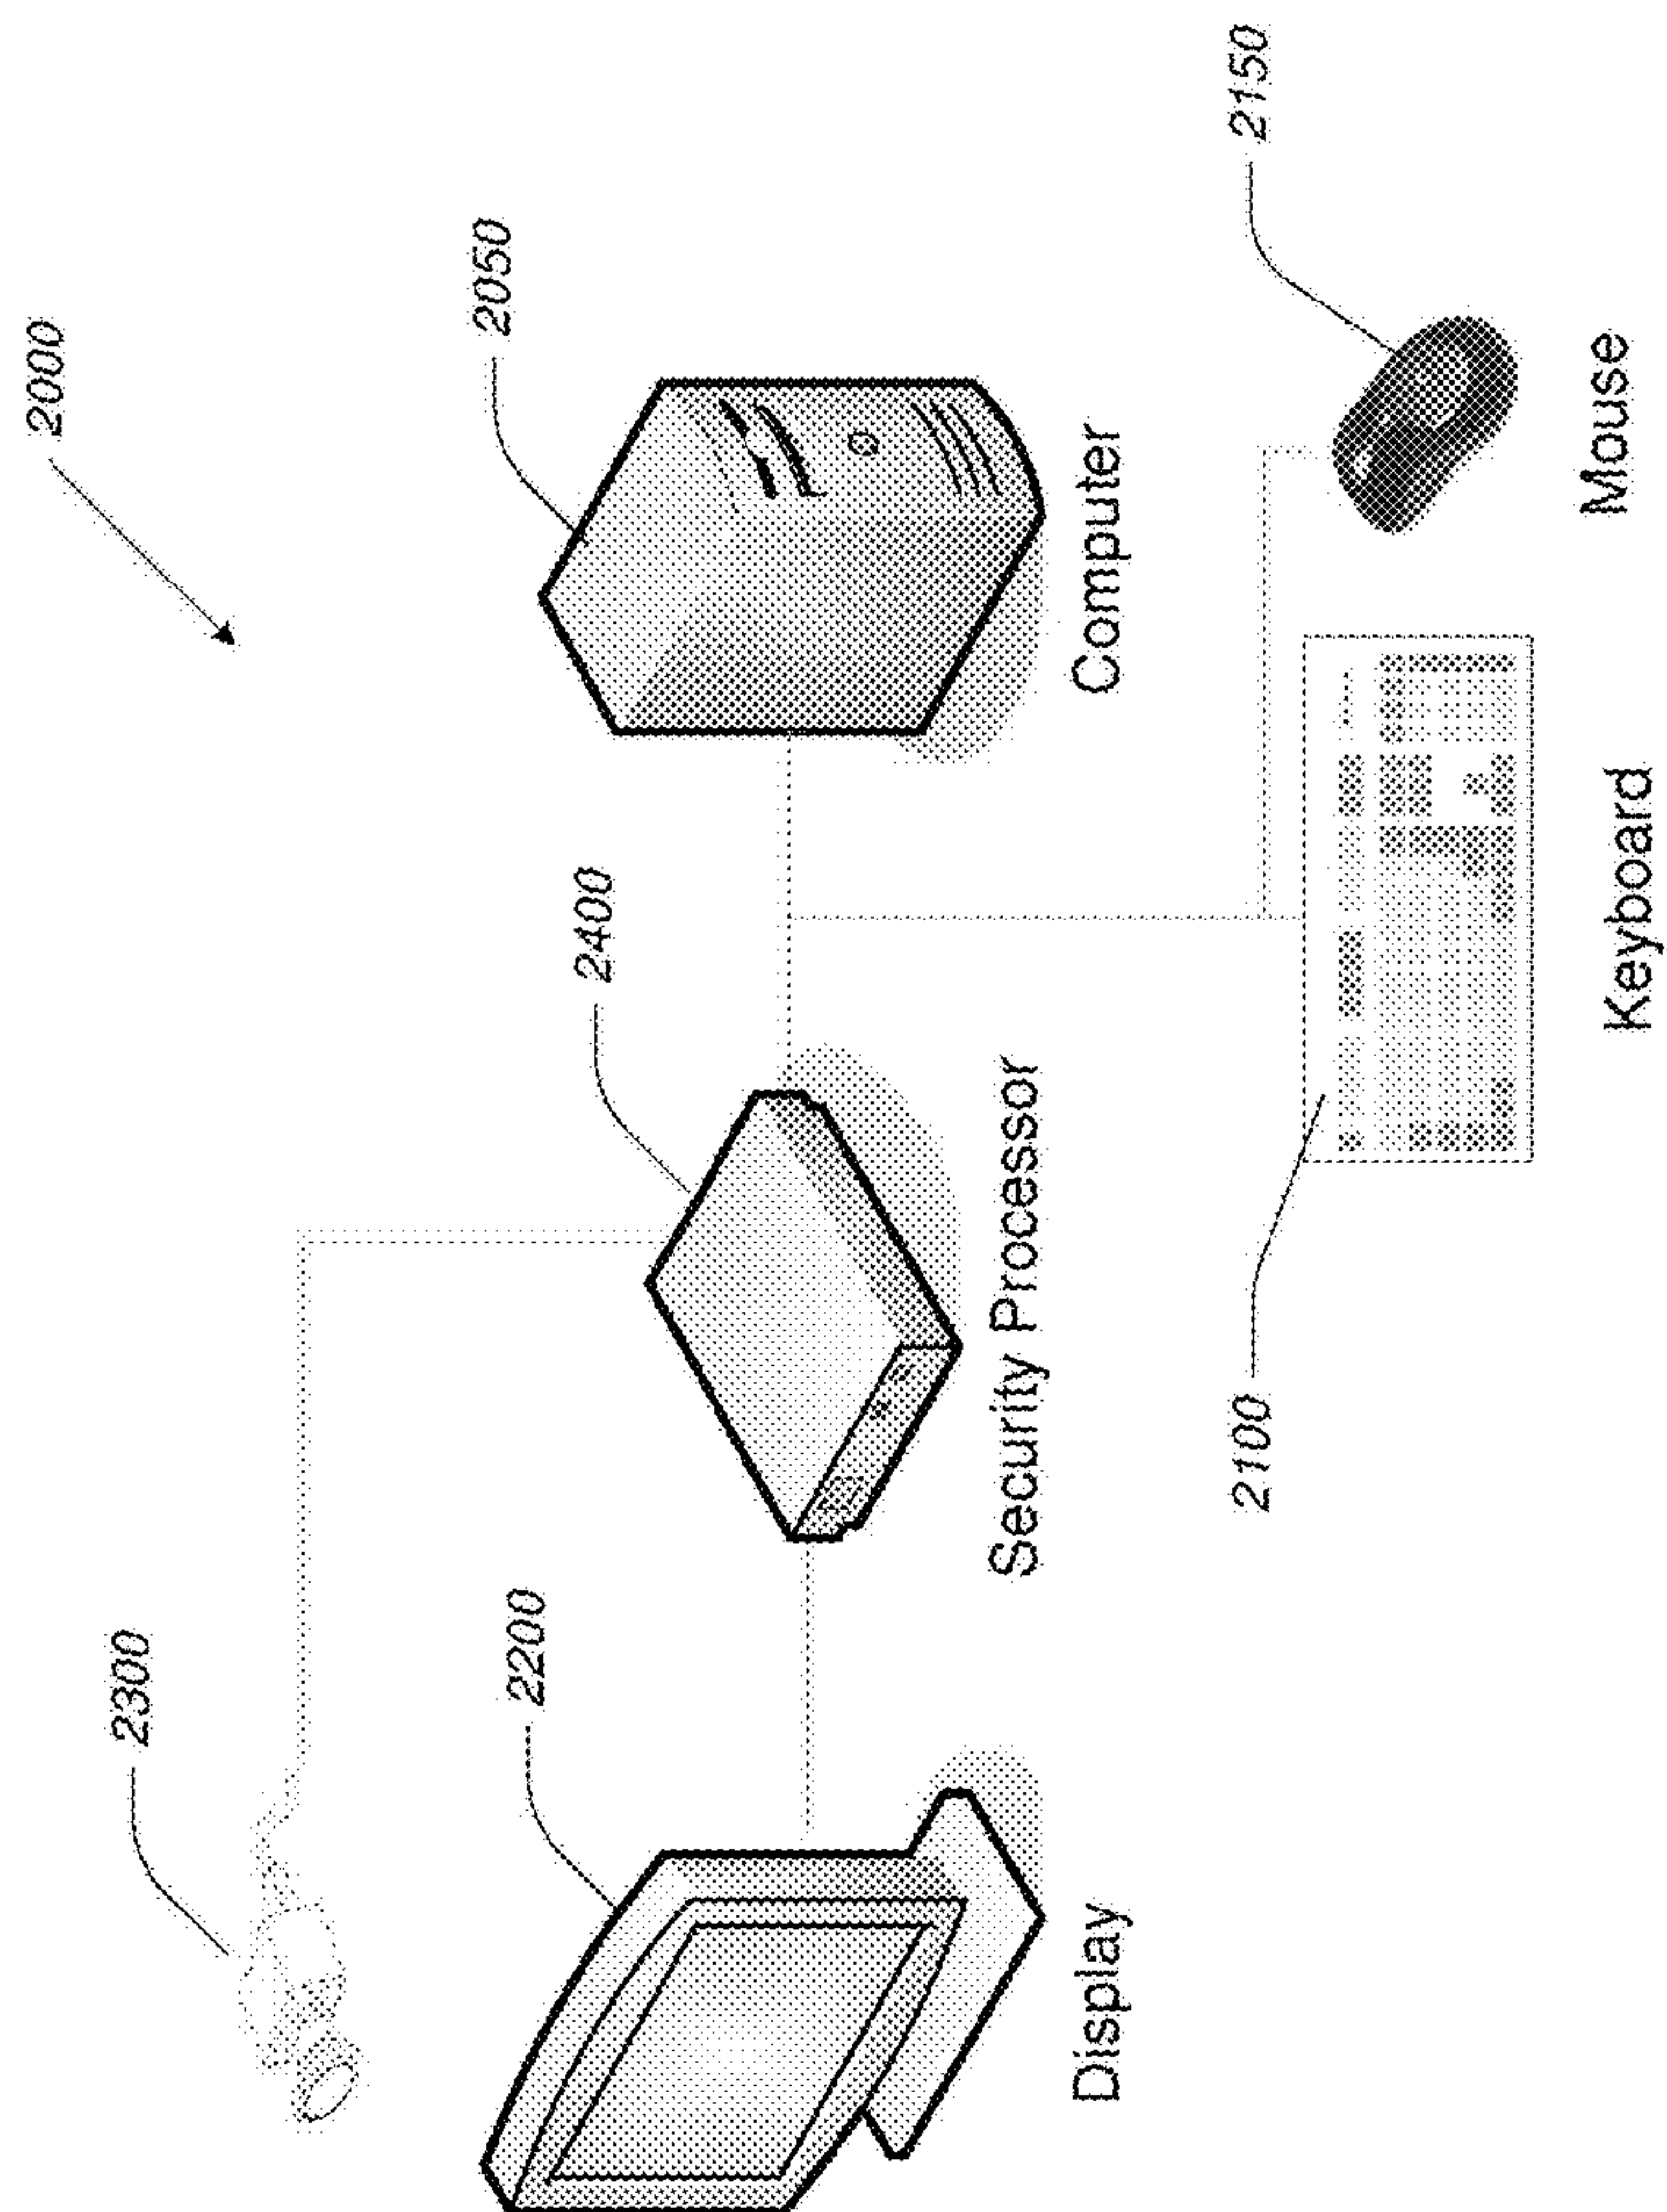 2000
2300
2200
2400
2050
Security Processor
Display
Computer
2100
2150
Keyboard
Mouse